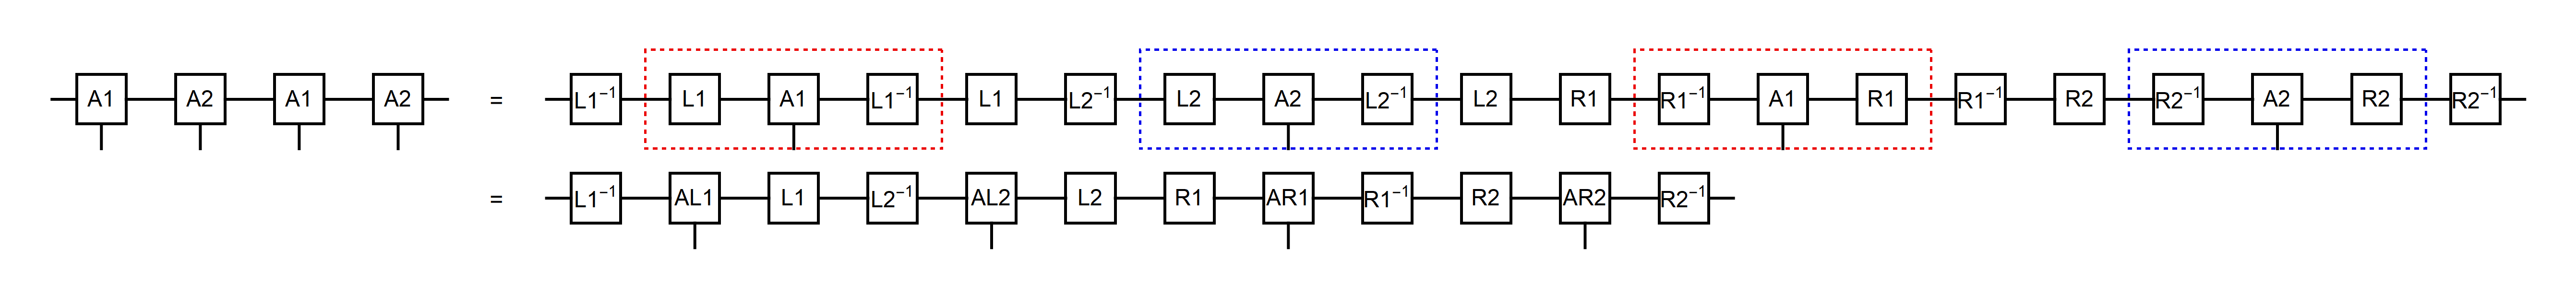 A1 A2 A1 A2 = L1⁻¹ L1 A1 L1⁻¹ L1 L2⁻¹ L2 A2 L2⁻¹ L2 R1 R1⁻¹ A1 R1 R1⁻¹ R2 R2⁻¹ A2 R2 R2⁻¹
= L1⁻¹ AL1 L1 L2⁻¹ AL2 L2 R1 AR1 R1⁻¹ R2 AR2 R2⁻¹